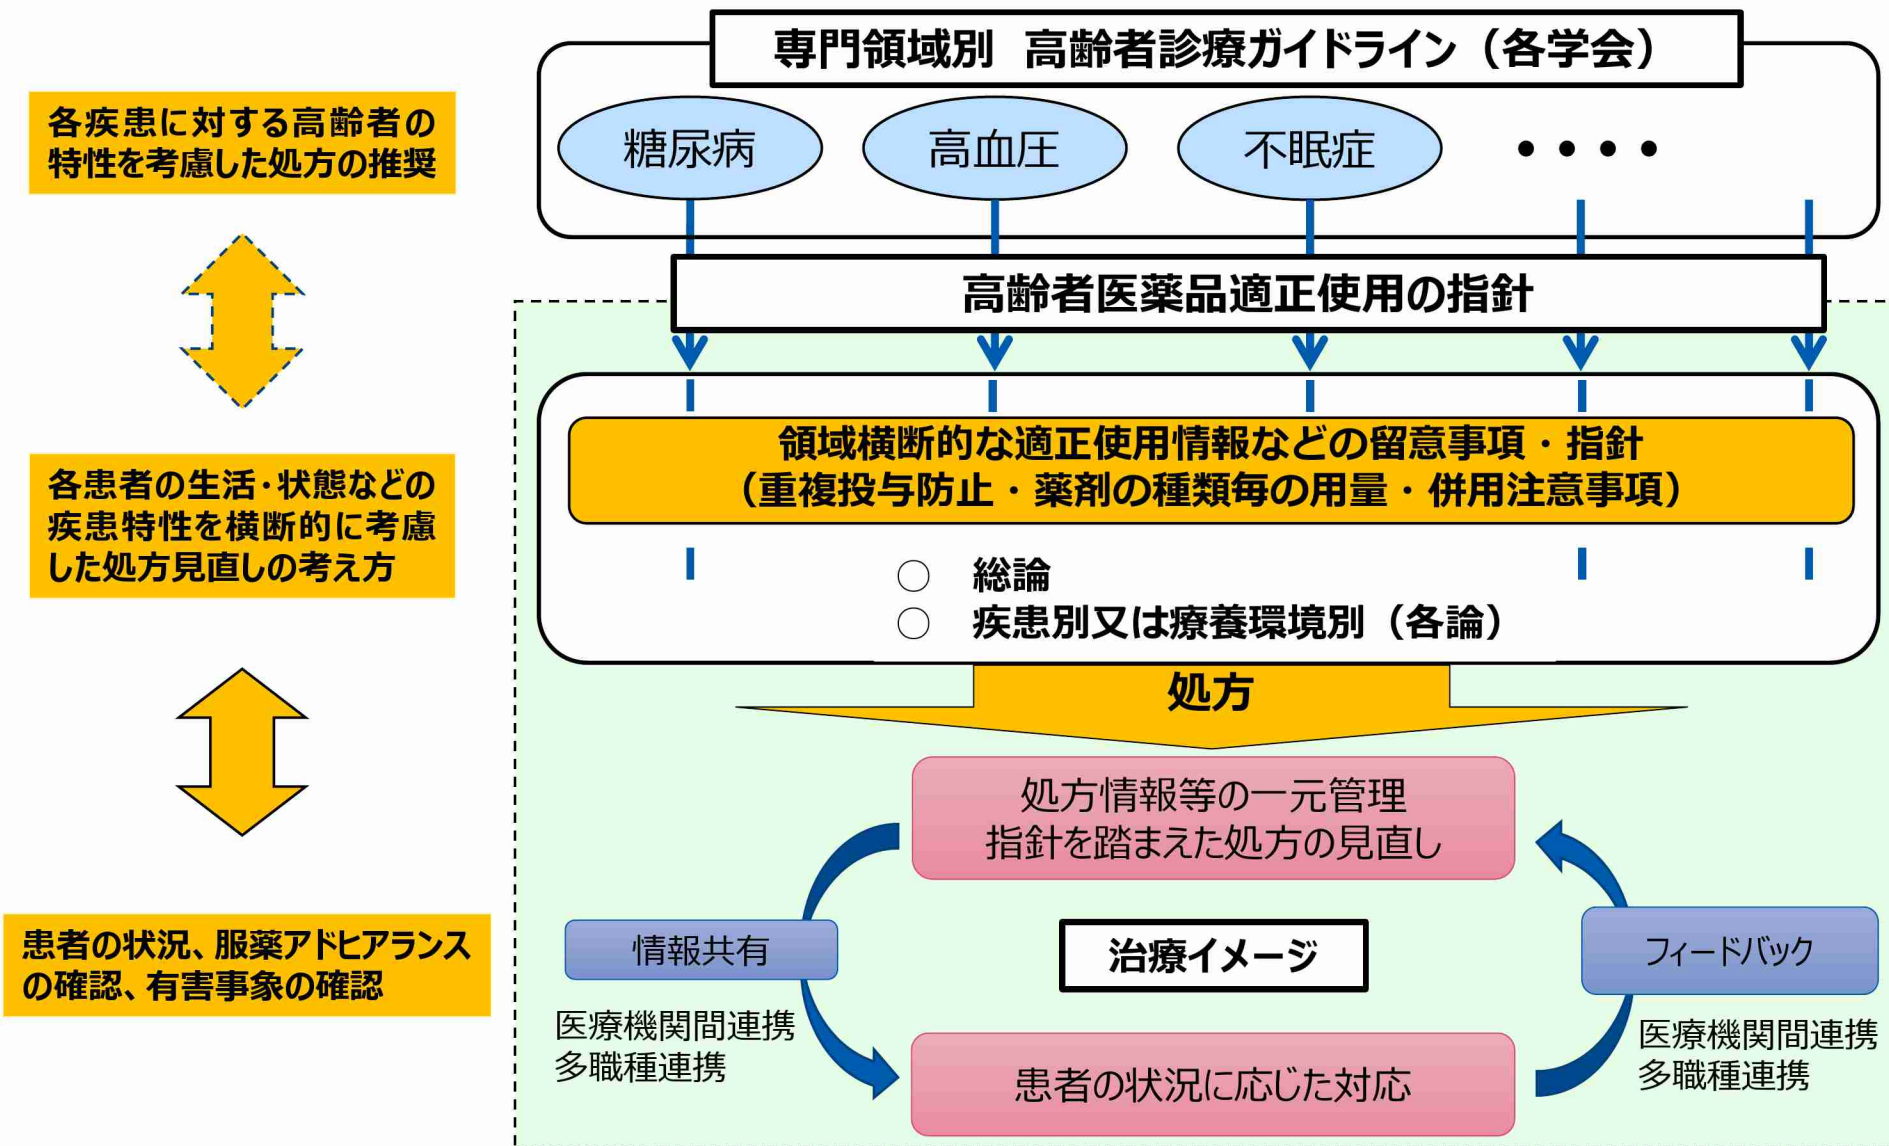 専門領域別 高齢者診療ガイドライン（各学会）
各疾患に対する高齢者の
特性を考慮した処方の推奨
糖尿病
高血圧
不眠症
・・・・
高齢者医薬品適正使用の指針
領域横断的な適正使用情報などの留意事項・指針
（重複投与防止・薬剤の種類毎の用量・併用注意事項）
各患者の生活・状態などの
疾患特性を横断的に考慮
した処方見直しの考え方
○ 総論
○ 疾患別又は療養環境別（各論）
処方
処方情報等の一元管理
指針を踏まえた処方の見直し
患者の状況、服薬アドヒアランス
の確認、有害事象の確認
情報共有
治療イメージ
フィードバック
医療機関間連携
多職種連携
医療機関間連携
多職種連携
患者の状況に応じた対応